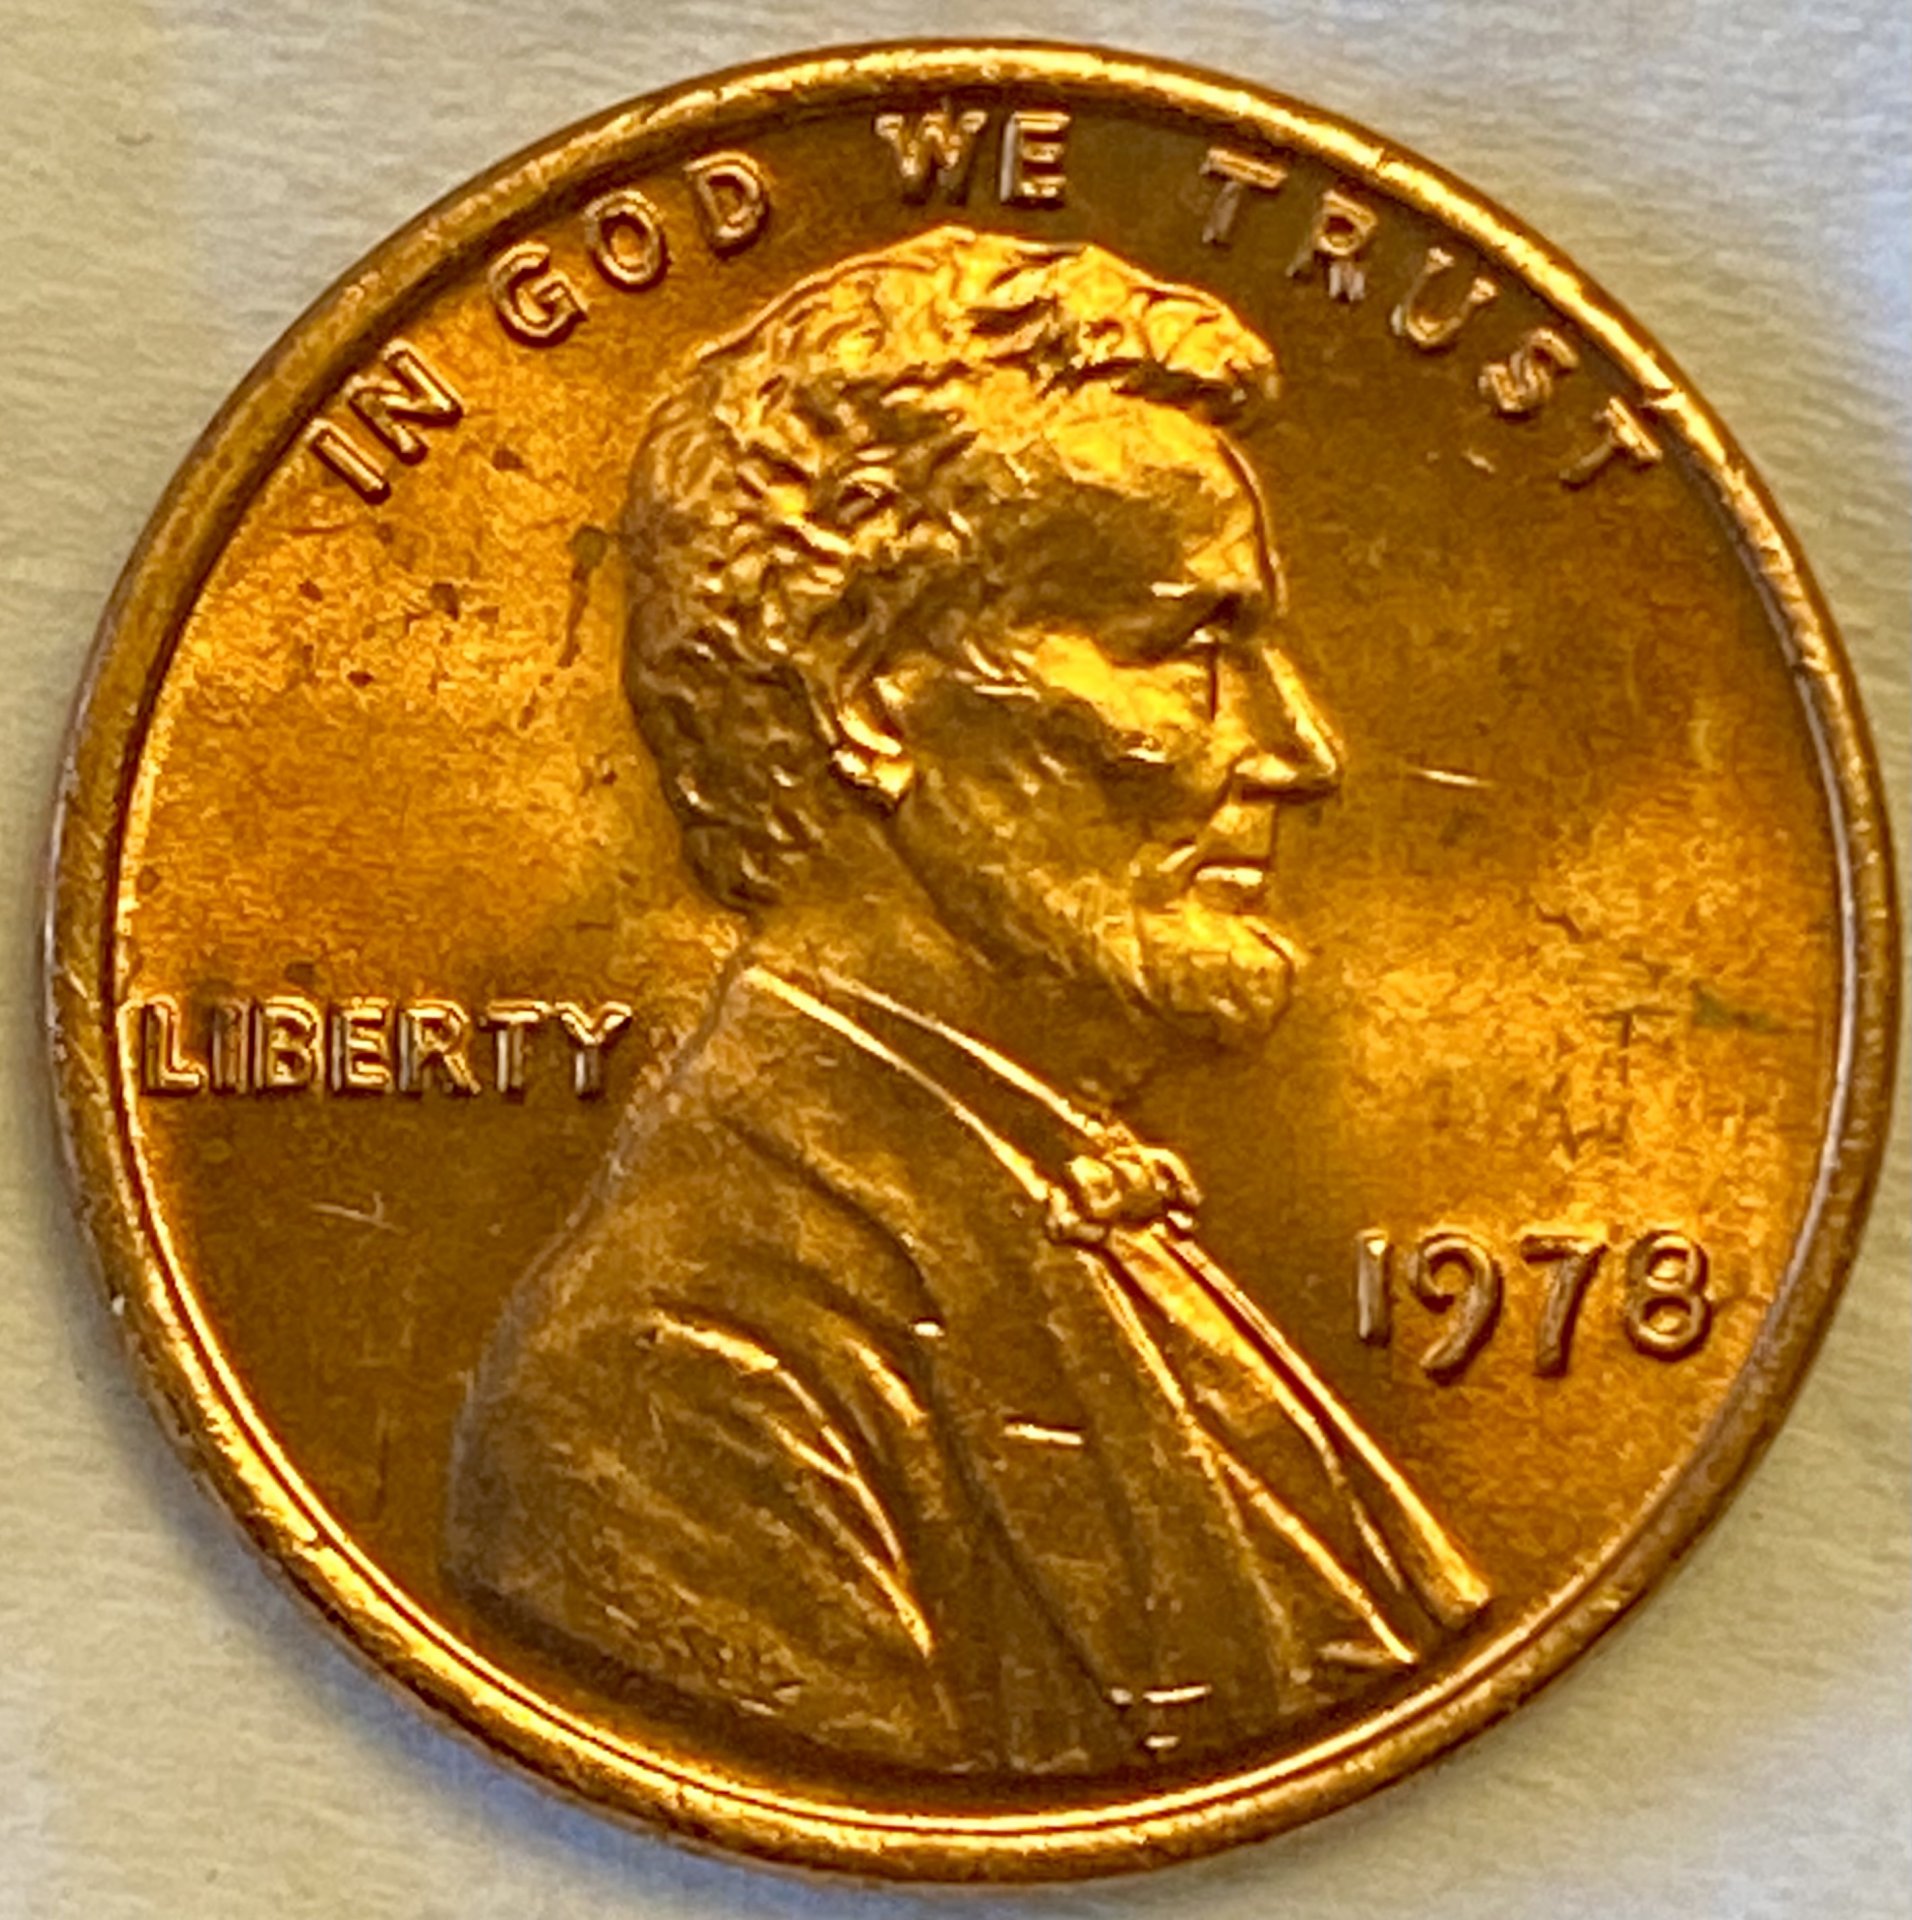 IN GOD WE TRUST
LIBERTY
1978